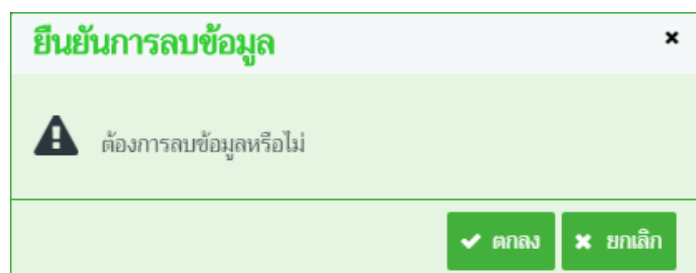 ยืนยันการลบข้อมูล
ต้องการลบข้อมูลหรือไม่
ตกลง ยกเลิก